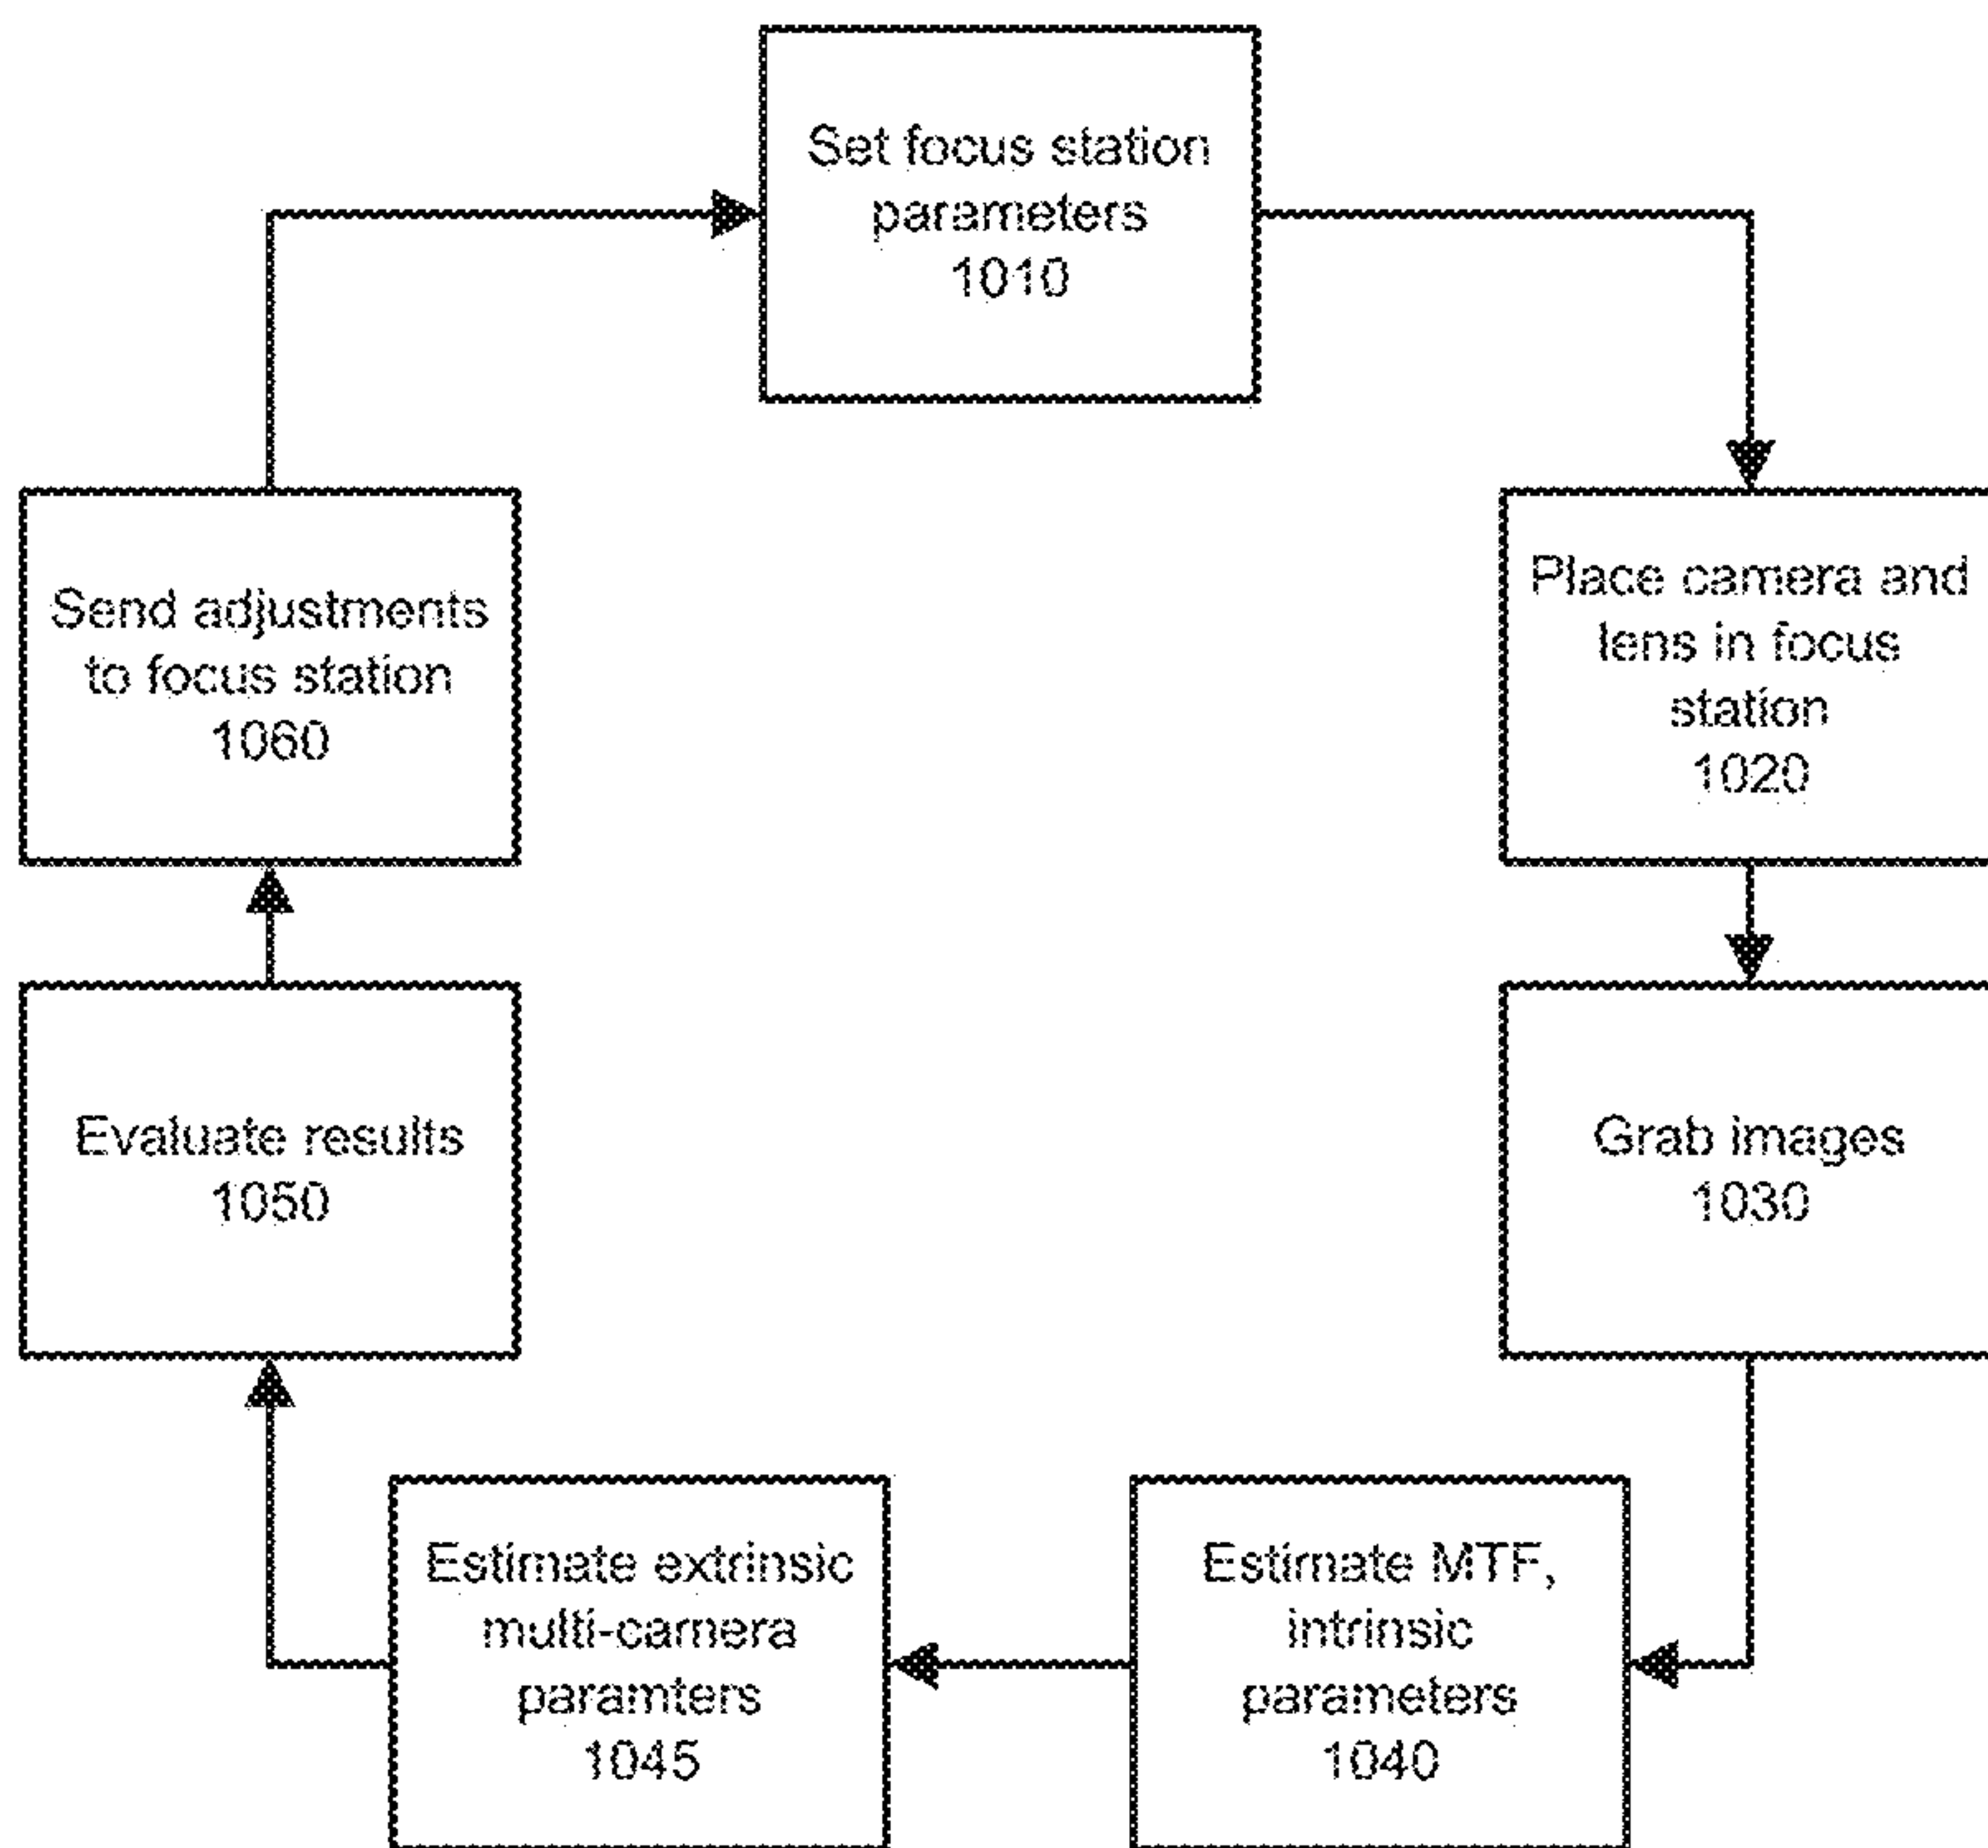 Set focus station
parameters
1010
Place camera and
lens in focus
station
1020
Grab images
1030
Estimate MTF,
intrinsic
parameters
1040
Estimate extrinsic
multi-camera
paramters
1045
Evaluate results
1050
Send adjustments
to focus station
1060